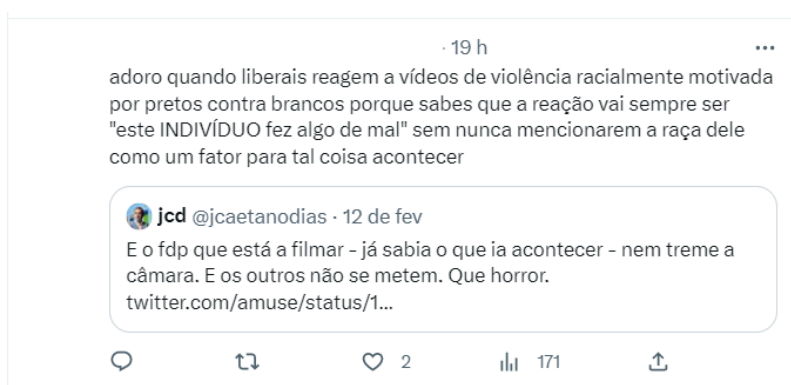 · 19 h
adoro quando liberais reagem a vídeos de violência racialmente motivada
por pretos contra brancos porque sabes que a reação vai sempre ser
"este INDIVÍDUO fez algo de mal" sem nunca mencionarem a raça dele
como um fator para tal coisa acontecer
jcd @jcaetanodias · 12 de fev
E o fdp que está a filmar - já sabia o que ia acontecer - nem treme a
câmara. E os outros não se metem. Que horror.
twitter.com/amuse/status/1...
2 171